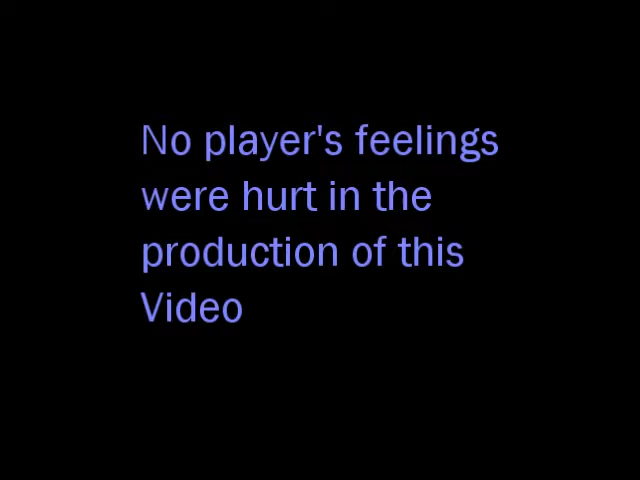 No player's feelings
were hurt in the
production of this
Video